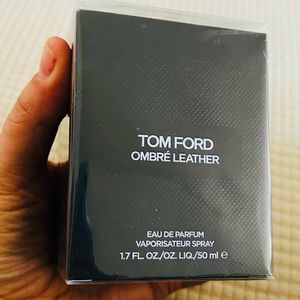 TOM FORD
OMBRÉ LEATHER
EAU DE PARFUM
VAPORISATEUR SPRAY
1.7 FL. OZ./OZ. LIQ./50 ml ℮